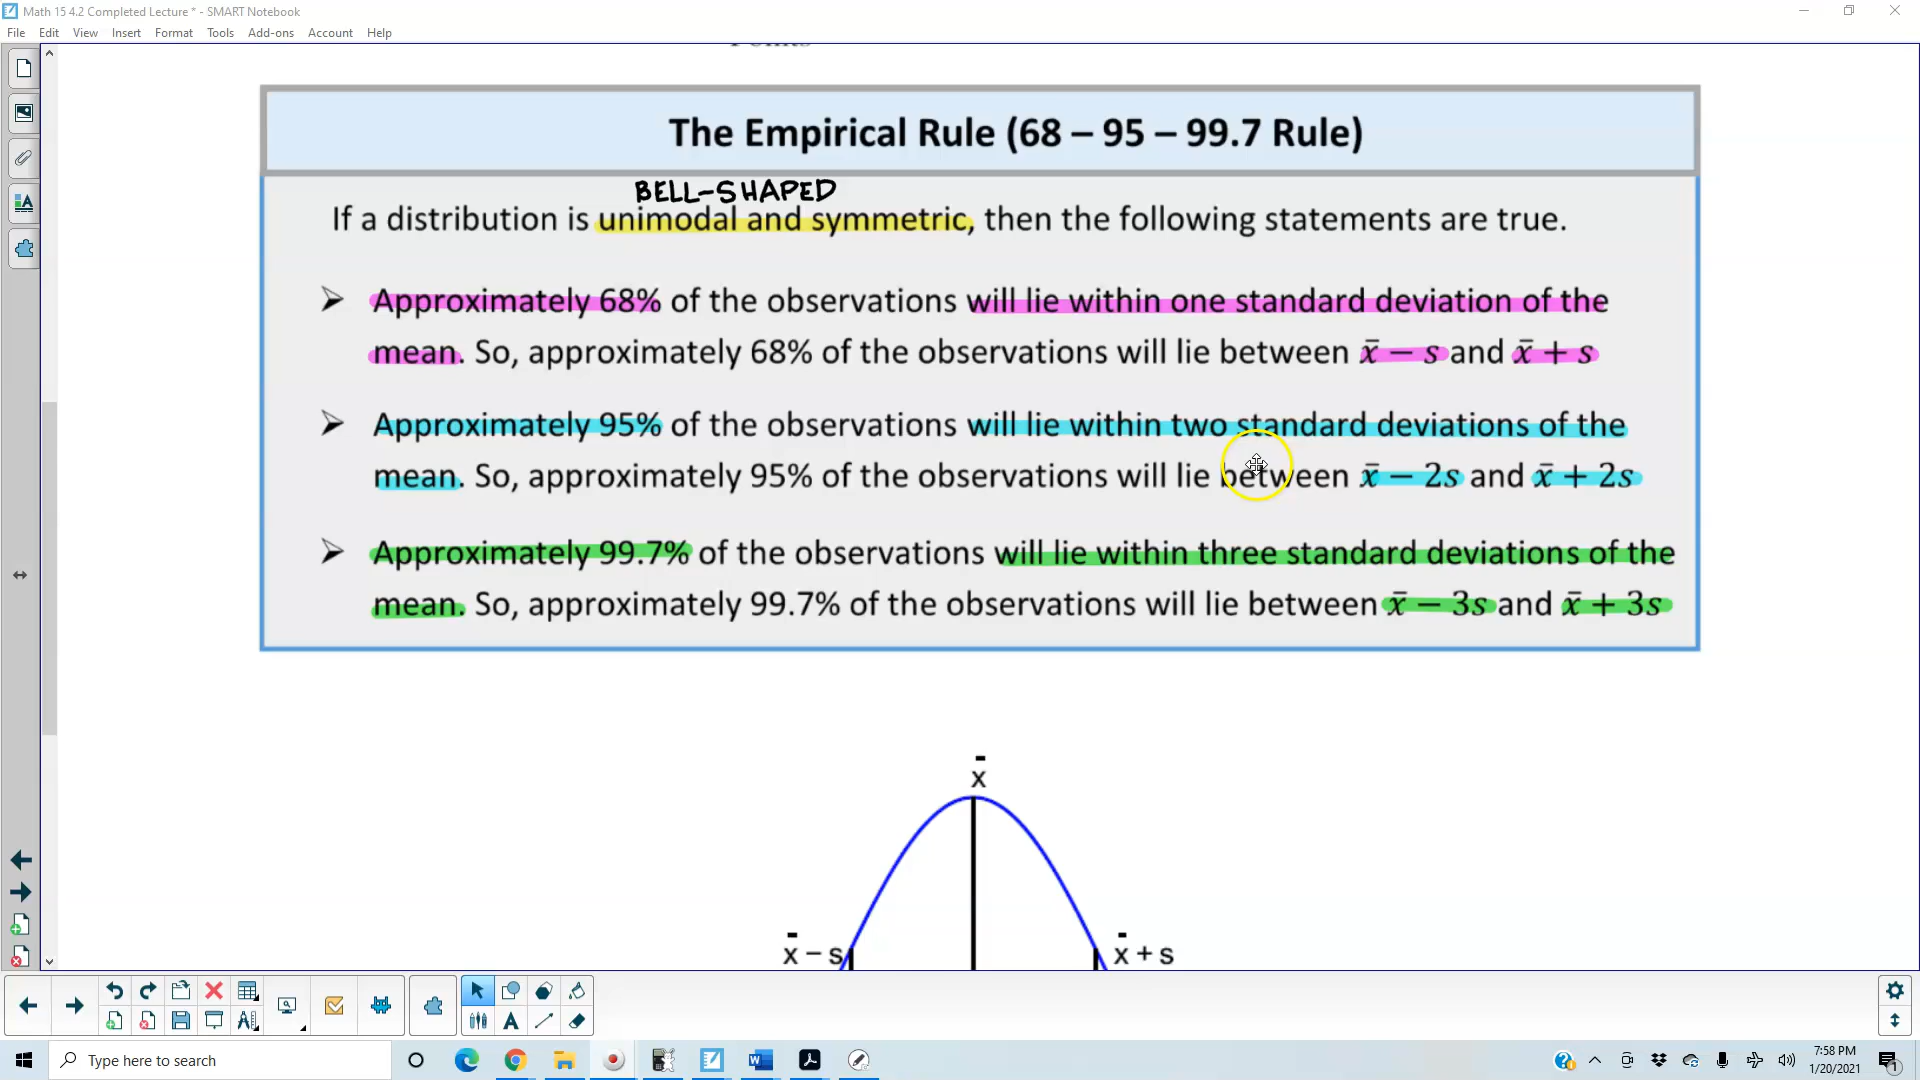 Math 15 4.2 Completed Lecture * - SMART Notebook
File Edit View Insert Format Tools Add-ons Account Help
The Empirical Rule (68 – 95 – 99.7 Rule)
BELL-SHAPED
If a distribution is unimodal and symmetric, then the following statements are true.
➢ Approximately 68% of the observations will lie within one standard deviation of the
mean. So, approximately 68% of the observations will lie between x̄ − s and x̄ + s
➢ Approximately 95% of the observations will lie within two standard deviations of the
mean. So, approximately 95% of the observations will lie between x̄ − 2s and x̄ + 2s
➢ Approximately 99.7% of the observations will lie within three standard deviations of the
mean. So, approximately 99.7% of the observations will lie between x̄ − 3s and x̄ + 3s
x̄
x̄ – s x̄ + s
Type here to search
7:58 PM
1/20/2021